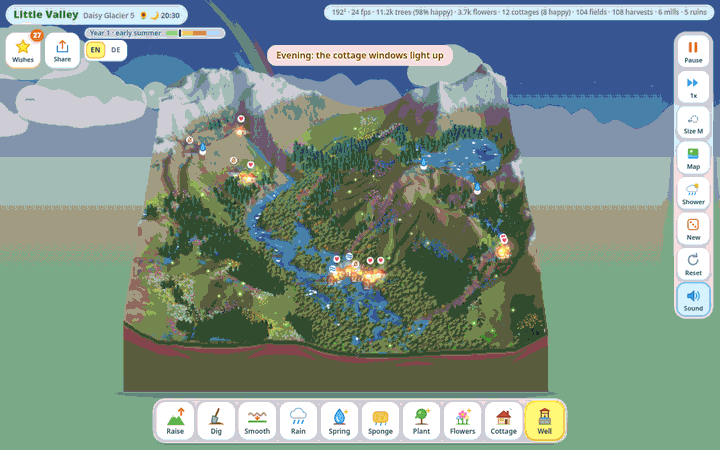 Little Valley Daisy Glacier 5 20:30
192² · 24 fps · 11.2k trees (98% happy) · 3.7k flowers · 12 cottages (8 happy) · 104 fields · 108 harvests · 6 mills · 5 ruins
Year 1 · early summer
27
Wishes
Share
EN
DE
Evening: the cottage windows light up
Pause
1x
Size M
Map
Shower
New
Reset
Sound
Raise
Dig
Smooth
Rain
Spring
Sponge
Plant
Flowers
Cottage
Well